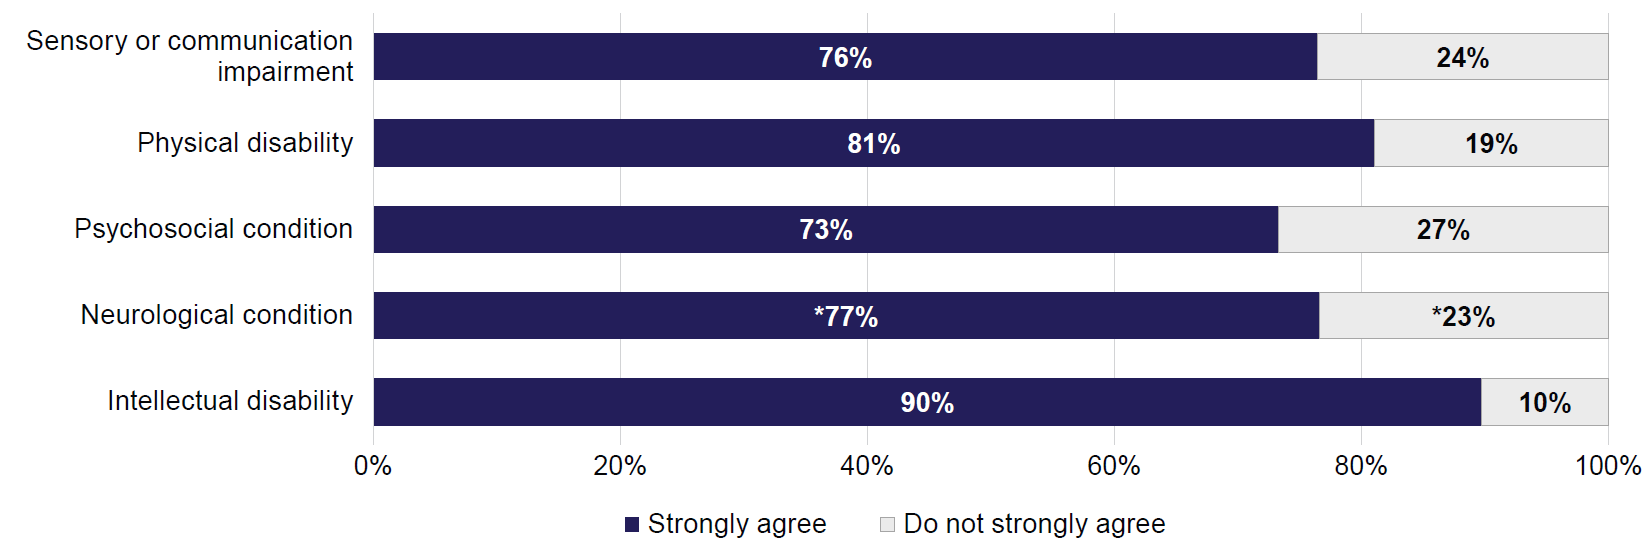 Sensory or communication
impairment
76% 24%
Physical disability 81% 19%
Psychosocial condition 73% 27%
Neurological condition *77% *23%
Intellectual disability 90% 10%
0% 20% 40% 60% 80% 100%
Strongly agree Do not strongly agree